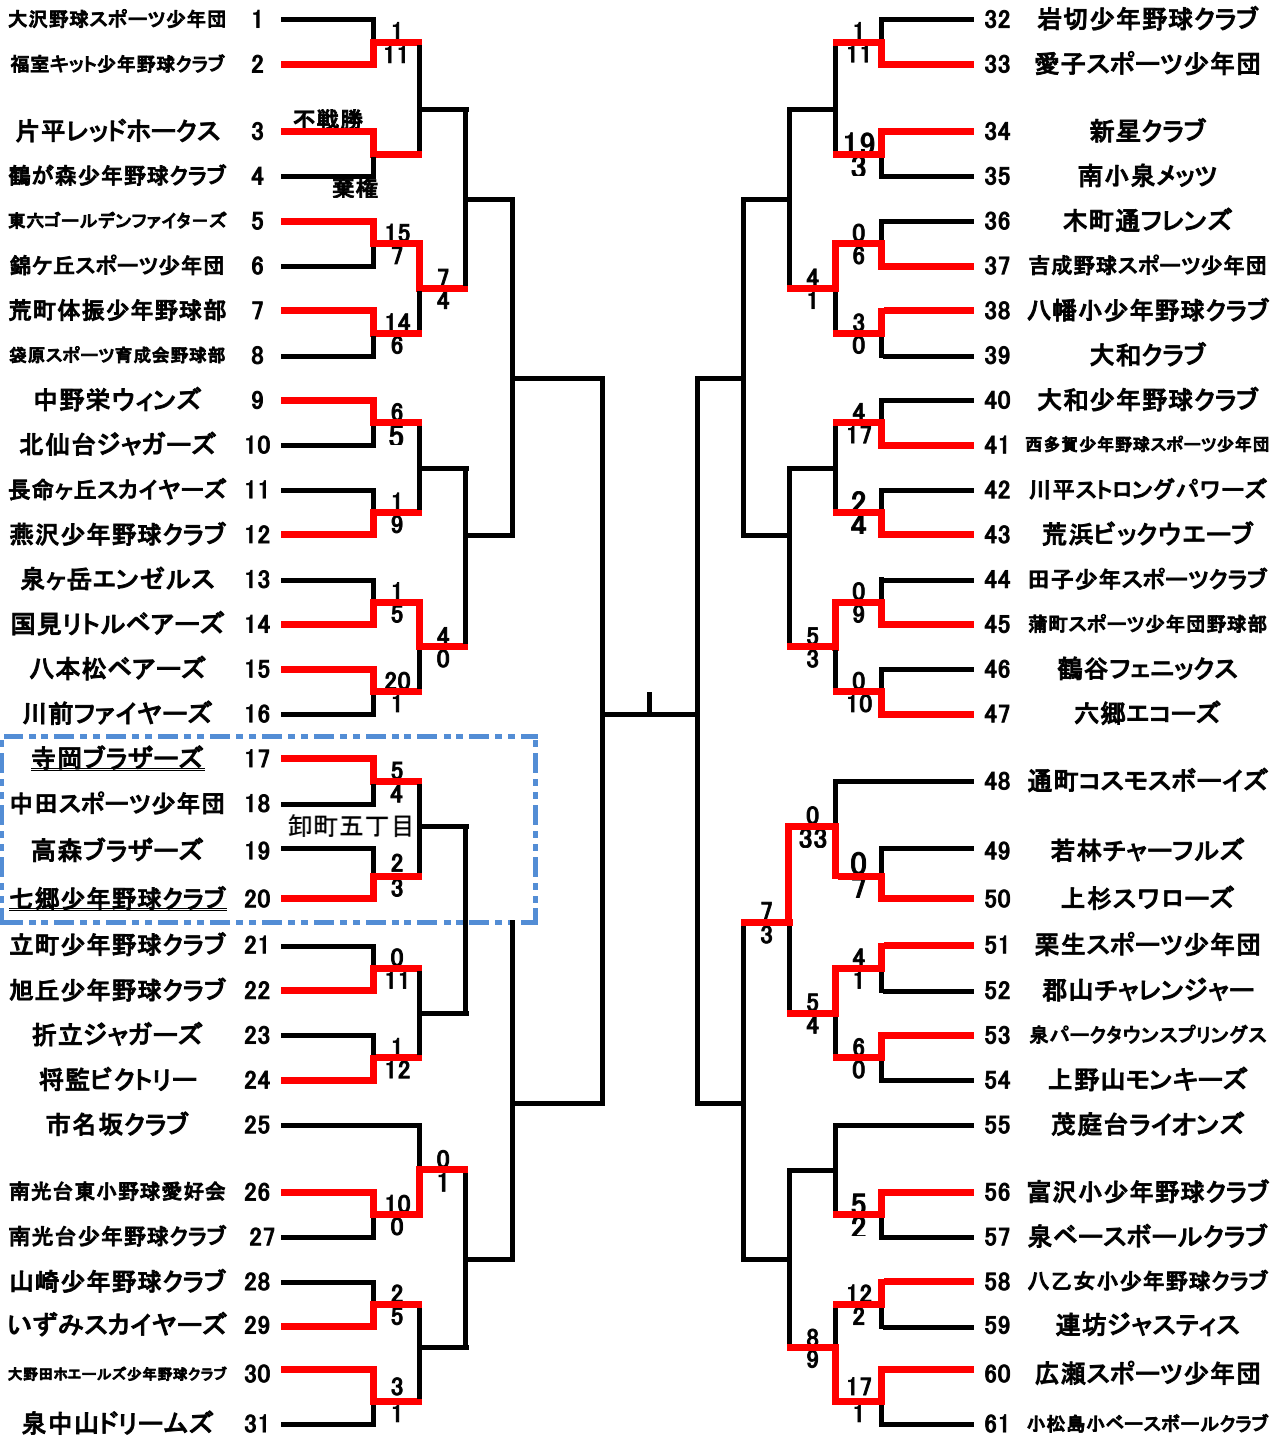 大沢野球スポーツ少年団 1
福室キット少年野球クラブ 2
1
11
片平レッドホークス 3
不戦勝
鶴が森少年野球クラブ 4
棄権
東六ゴールデンファイターズ 5
錦ケ丘スポーツ少年団 6
15
7
7
4
荒町体振少年野球部 7
袋原スポーツ育成会野球部 8
14
6
中野栄ウィンズ 9
北仙台ジャガーズ 10
6
5
長命ヶ丘スカイヤーズ 11
燕沢少年野球クラブ 12
1
9
泉ヶ岳エンゼルス 13
国見リトルベアーズ 14
1
5
4
0
八本松ベアーズ 15
川前ファイヤーズ 16
20
1
寺岡ブラザーズ 17
中田スポーツ少年団 18
5
4
卸町五丁目
高森ブラザーズ 19
七郷少年野球クラブ 20
2
3
立町少年野球クラブ 21
旭丘少年野球クラブ 22
0
11
折立ジャガーズ 23
将監ビクトリー 24
1
12
市名坂クラブ 25
0
1
南光台東小野球愛好会 26
南光台少年野球クラブ 27
10
0
山崎少年野球クラブ 28
いずみスカイヤーズ 29
2
5
大野田ホエールズ少年野球クラブ 30
泉中山ドリームズ 31
3
1
32 岩切少年野球クラブ
33 愛子スポーツ少年団
1
11
34 新星クラブ
35 南小泉メッツ
19
3
36 木町通フレンズ
37 吉成野球スポーツ少年団
0
6
4
1
38 八幡小少年野球クラブ
39 大和クラブ
3
0
40 大和少年野球クラブ
41 西多賀少年野球スポーツ少年団
4
17
42 川平ストロングパワーズ
43 荒浜ビックウエーブ
2
4
44 田子少年スポーツクラブ
45 蒲町スポーツ少年団野球部
0
9
5
3
46 鶴谷フェニックス
47 六郷エコーズ
0
10
48 通町コスモスボーイズ
0
33
49 若林チャーフルズ
50 上杉スワローズ
0
7
7
3
51 栗生スポーツ少年団
52 郡山チャレンジャー
4
1
5
4
53 泉パークタウンスプリングス
54 上野山モンキーズ
6
0
55 茂庭台ライオンズ
56 富沢小少年野球クラブ
57 泉ベースボールクラブ
5
2
58 八乙女小少年野球クラブ
59 連坊ジャスティス
12
2
8
9
60 広瀬スポーツ少年団
61 小松島小ベースボールクラブ
17
1